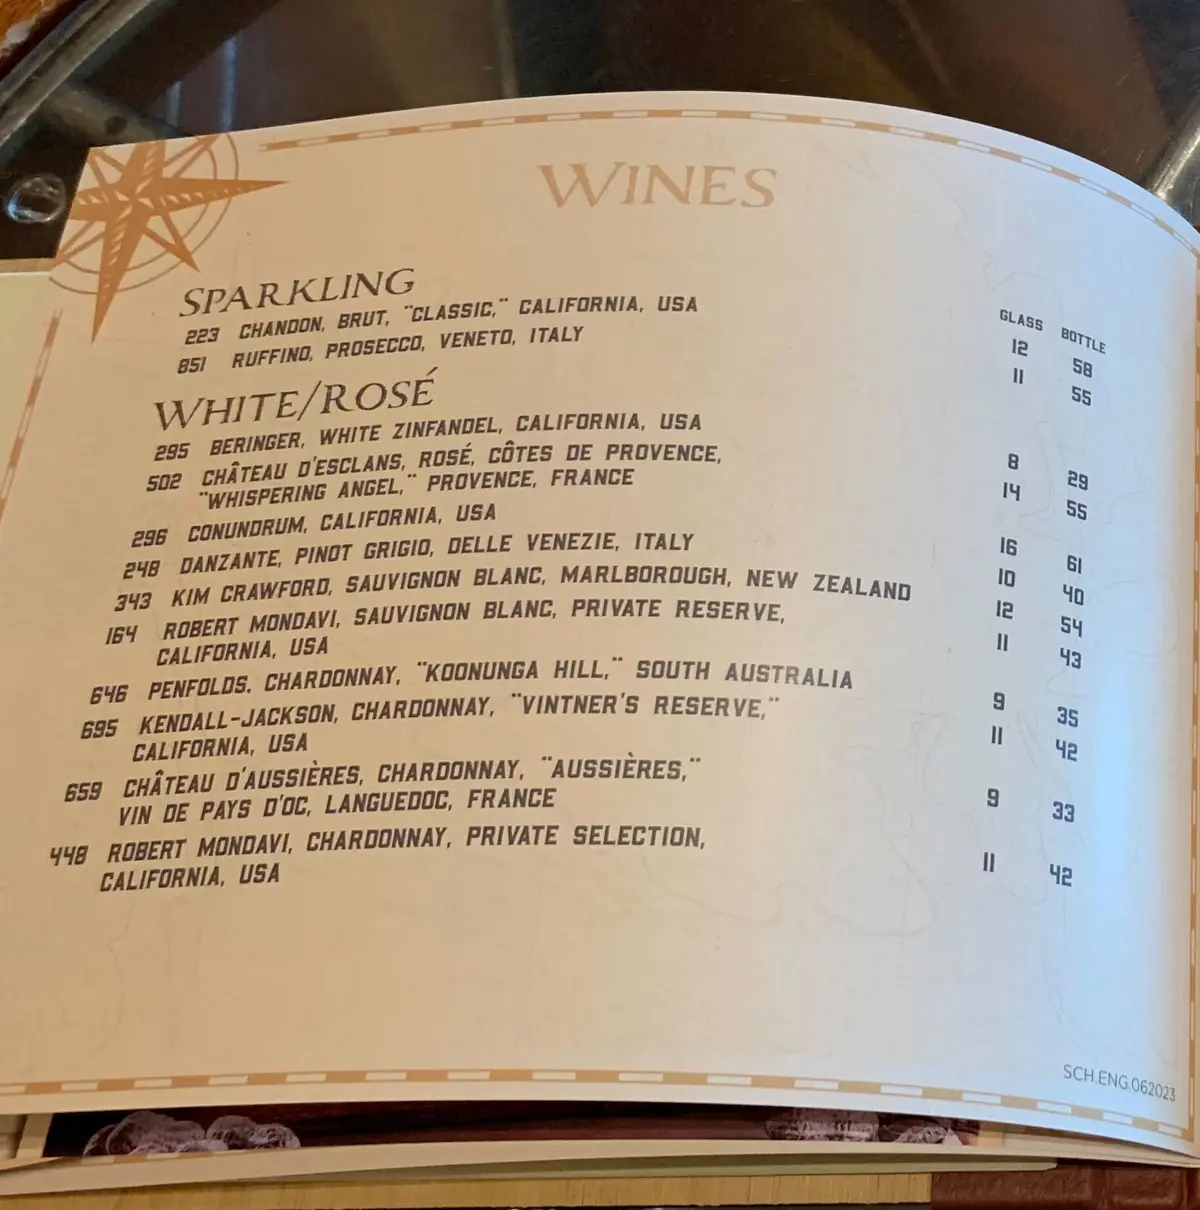 WINES
SPARKLING
GLASS BOTTLE
223 CHANDON, BRUT, "CLASSIC," CALIFORNIA, USA 12 58
851 RUFFINO, PROSECCO, VENETO, ITALY 11 55
WHITE/ROSÉ
295 BERINGER, WHITE ZINFANDEL, CALIFORNIA, USA 8 29
502 CHÂTEAU D'ESCLANS, ROSÉ, CÔTES DE PROVENCE, 14 55
"WHISPERING ANGEL," PROVENCE, FRANCE
296 CONUNDRUM, CALIFORNIA, USA 16 61
248 DANZANTE, PINOT GRIGIO, DELLE VENEZIE, ITALY 10 40
343 KIM CRAWFORD, SAUVIGNON BLANC, MARLBOROUGH, NEW ZEALAND 12 54
164 ROBERT MONDAVI, SAUVIGNON BLANC, PRIVATE RESERVE, 11 43
CALIFORNIA, USA
646 PENFOLDS. CHARDONNAY, "KOONUNGA HILL," SOUTH AUSTRALIA 9 35
695 KENDALL-JACKSON, CHARDONNAY, "VINTNER'S RESERVE," 11 42
CALIFORNIA, USA
659 CHÂTEAU D'AUSSIÈRES, CHARDONNAY, "AUSSIÈRES," 9 33
VIN DE PAYS D'OC, LANGUEDOC, FRANCE
448 ROBERT MONDAVI, CHARDONNAY, PRIVATE SELECTION, 11 42
CALIFORNIA, USA
SCH.ENG.062023